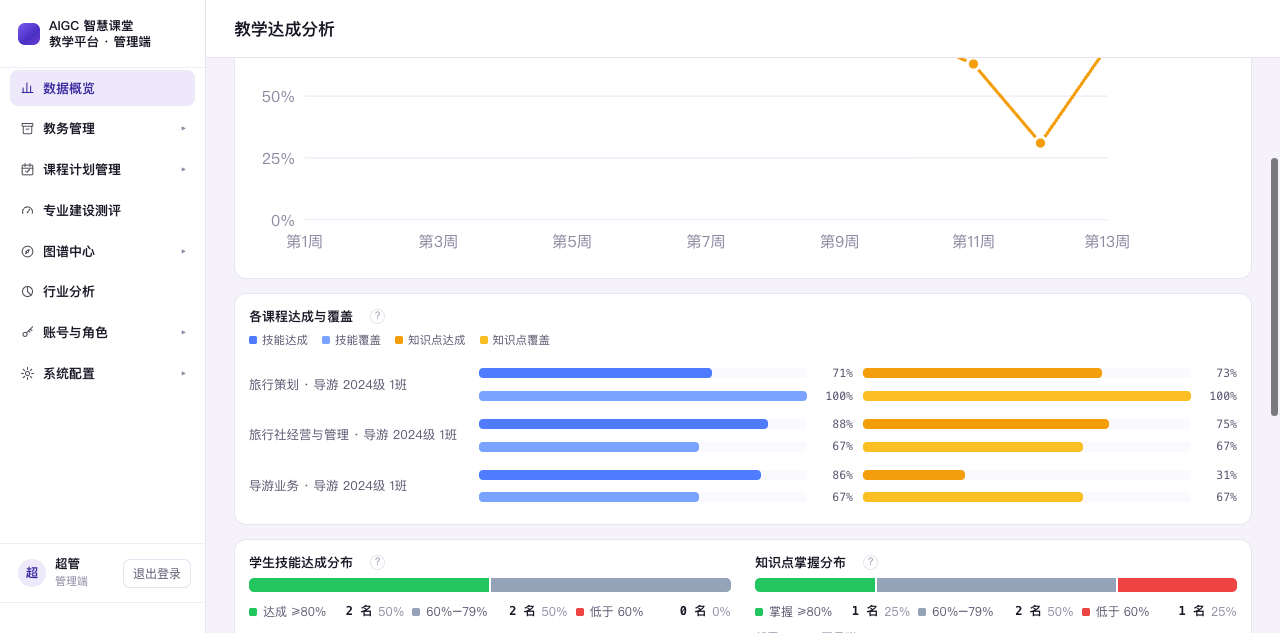 AIGC 智慧课堂
教学平台 · 管理端
数据概览
教务管理
课程计划管理
专业建设测评
图谱中心
行业分析
账号与角色
系统配置
超
超管
管理端
退出登录
教学达成分析
50%
25%
0%
第1周 第3周 第5周 第7周 第9周 第11周 第13周
各课程达成与覆盖 ?
技能达成 技能覆盖 知识点达成 知识点覆盖
旅行策划 · 导游 2024级 1班
71% 73%
100% 100%
旅行社经营与管理 · 导游 2024级 1班
88% 75%
67% 67%
导游业务 · 导游 2024级 1班
86% 31%
67% 67%
学生技能达成分布 ?
达成 ≥80% 2 名 50% 60%—79% 2 名 50% 低于 60% 0 名 0%
知识点掌握分布 ?
掌握 ≥80% 1 名 25% 60%—79% 2 名 50% 低于 60% 1 名 25%